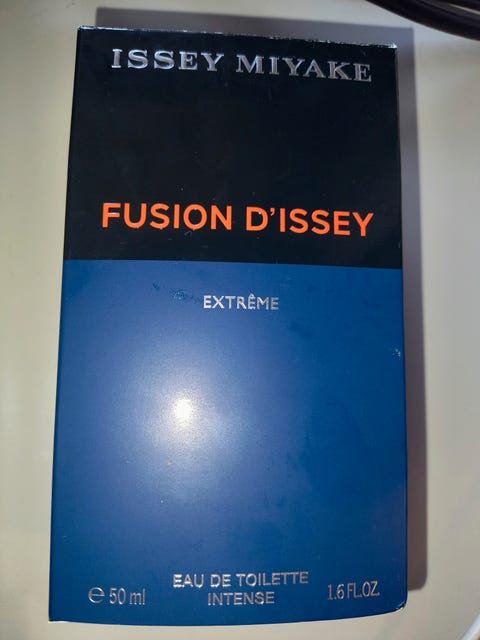 ISSEY MIYAKE
FUSION D'ISSEY
EXTRÊME
EAU DE TOILETTE
℮ 50 ml INTENSE 1.6 FL.OZ.